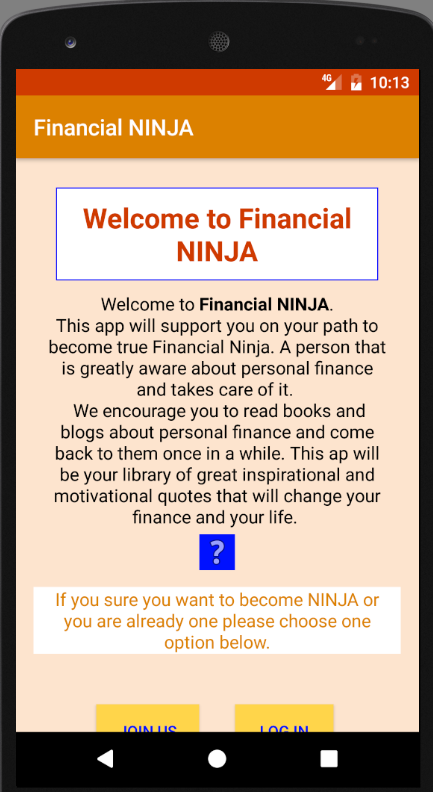 4G 10:13
Financial NINJA
Welcome to Financial
NINJA
Welcome to Financial NINJA.
This app will support you on your path to
become true Financial Ninja. A person that
is greatly aware about personal finance
and takes care of it.
We encourage you to read books and
blogs about personal finance and come
back to them once in a while. This ap will
be your library of great inspirational and
motivational quotes that will change your
finance and your life.
?
If you sure you want to become NINJA or
you are already one please choose one
option below.
JOIN US LOG IN